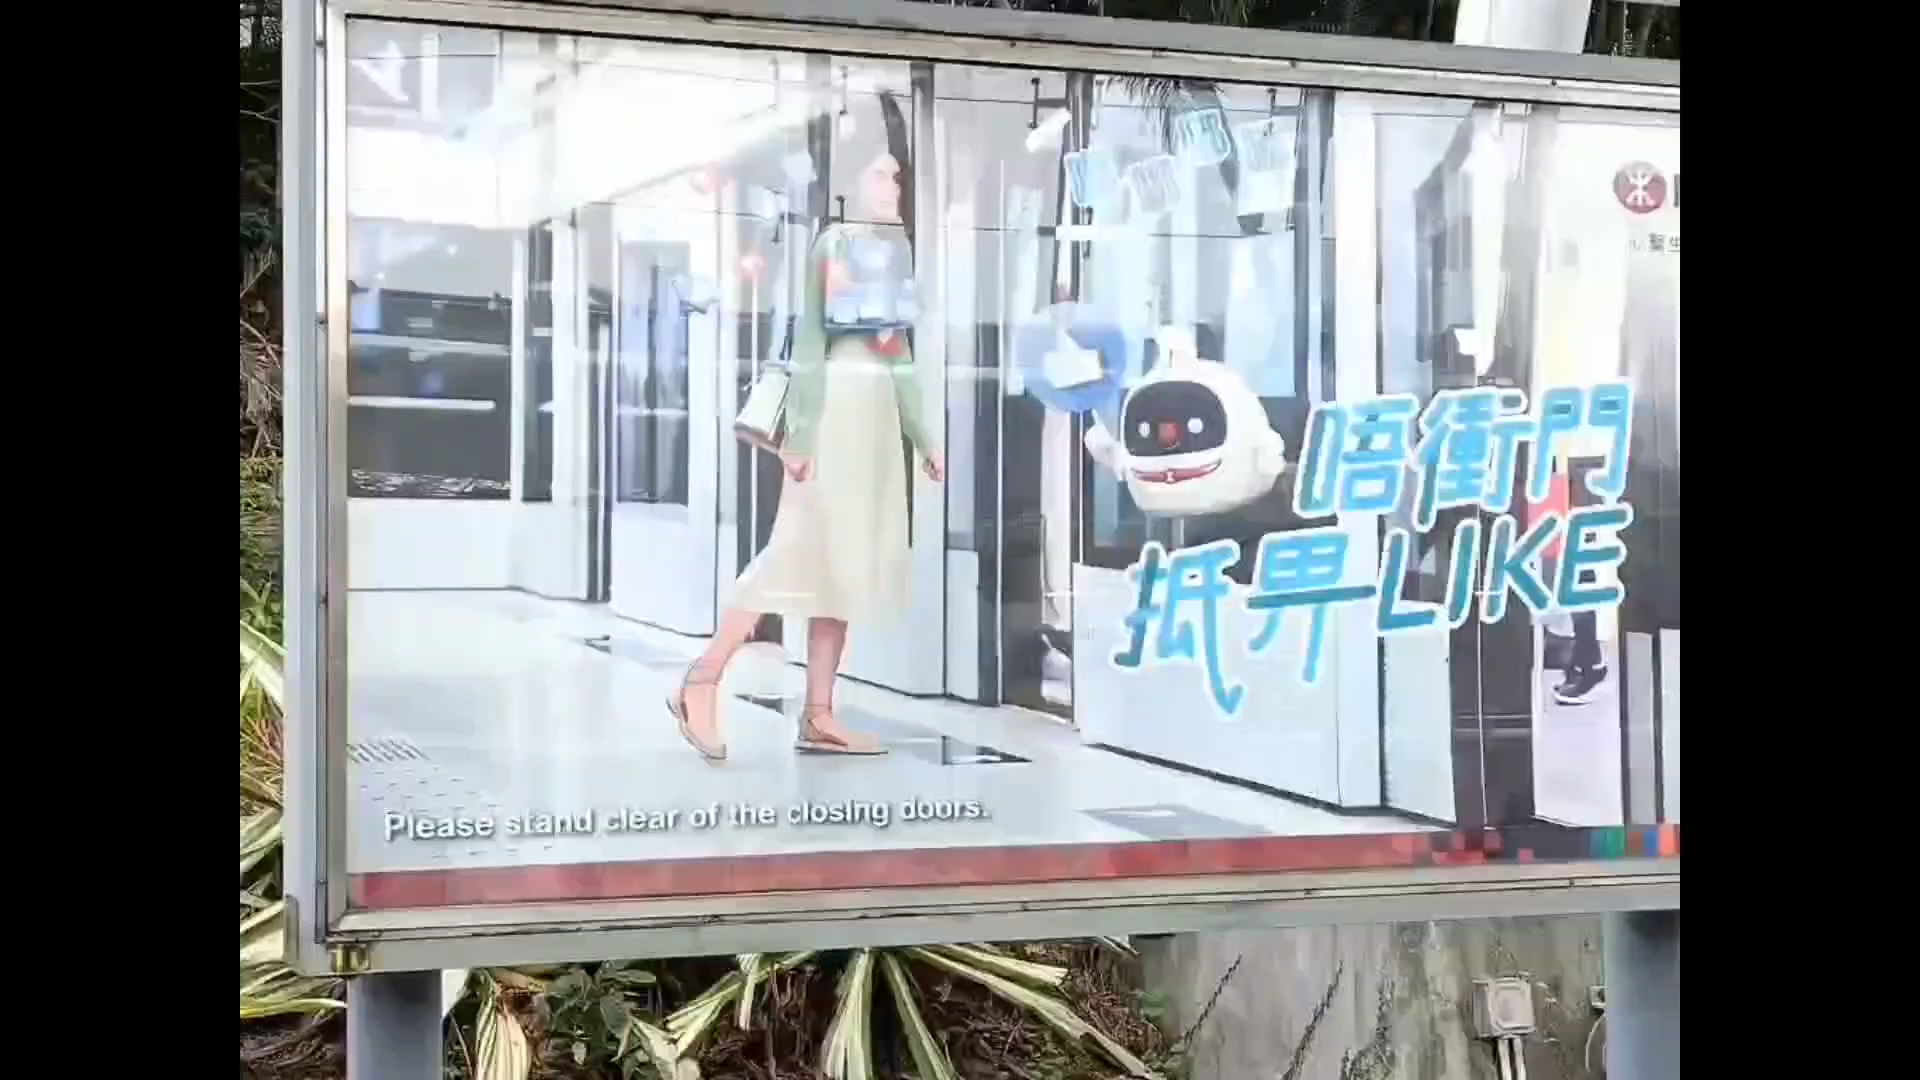 唔衝門
抵畀LIKE
Please stand clear of the closing doors.